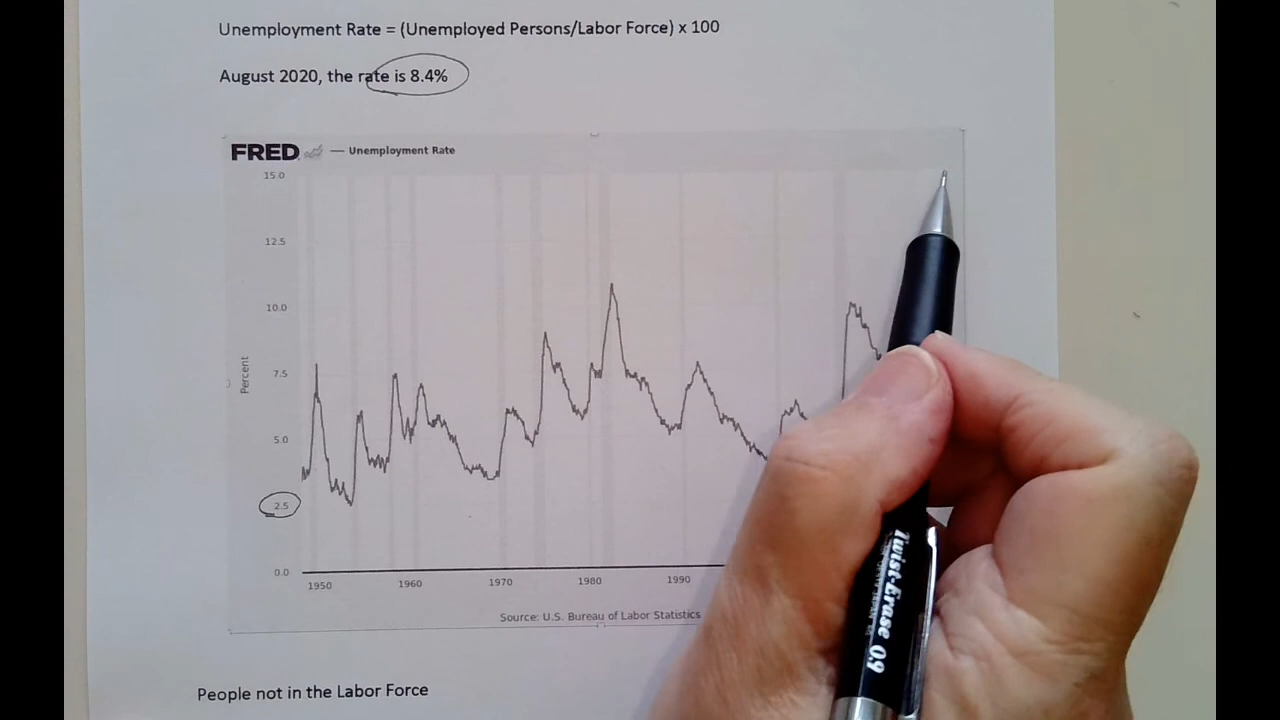 Unemployment Rate = (Unemployed Persons/Labor Force) x 100
August 2020, the rate is 8.4%
FRED — Unemployment Rate
15.0
12.5
10.0
7.5
5.0
2.5
0.0
Percent
1950 1960 1970 1980 1990
Source: U.S. Bureau of Labor Statistics
People not in the Labor Force
Twist-Erase 0.9